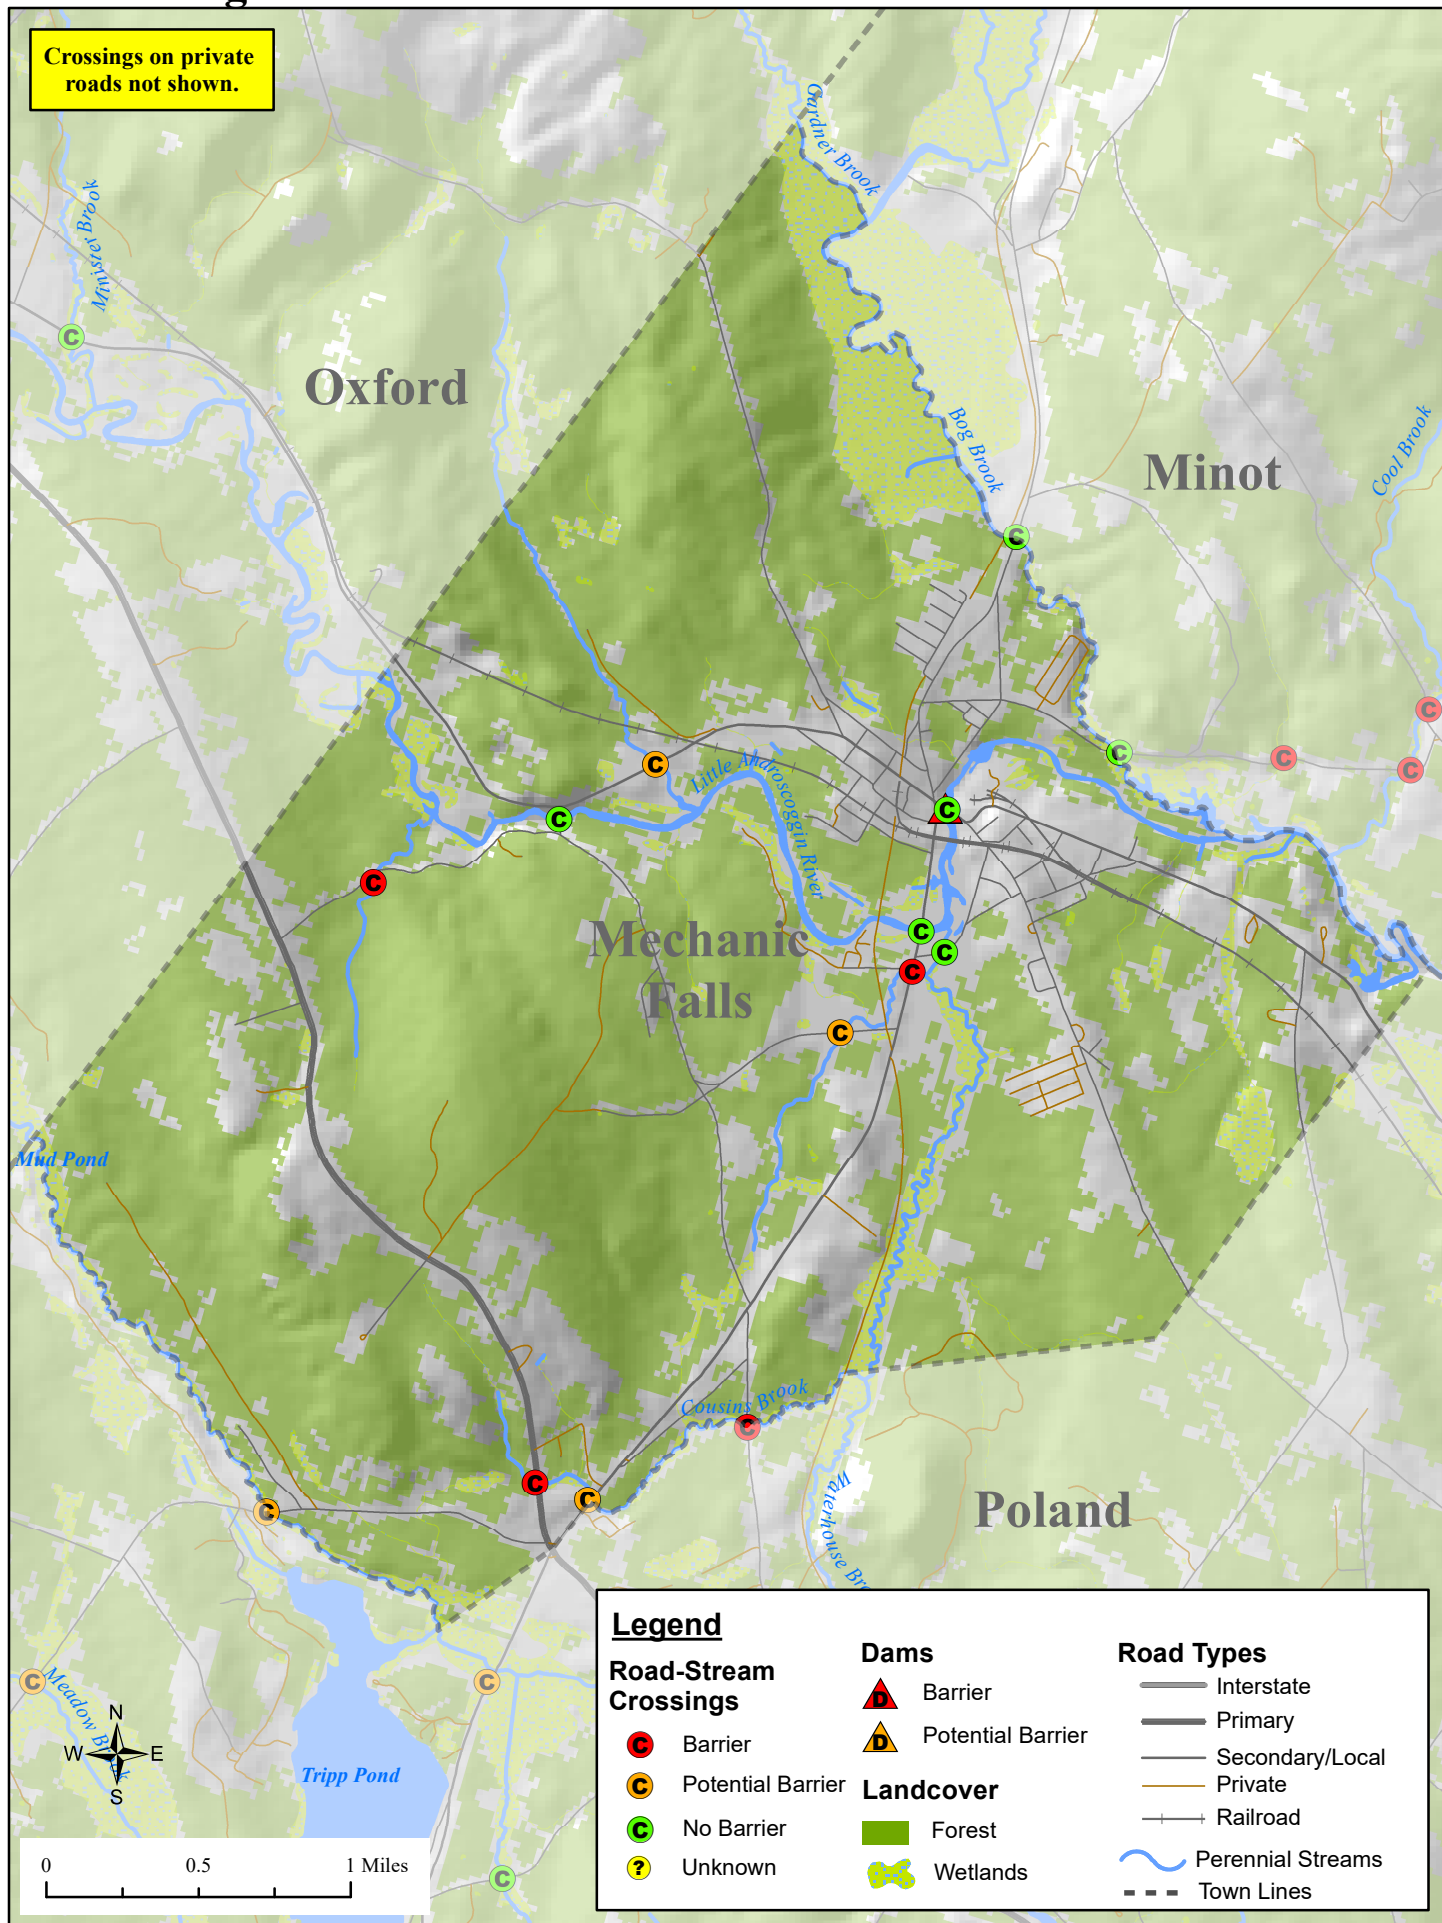 g
Crossings on private
roads not shown.
Gardner Brook
Minister Brook
Oxford
Bog Brook
Minot
Cool Brook
Little Androscoggin River
Mechanic
Falls
Mud Pond
Cousins Brook
Waterhouse
Poland
Meadow Brook
Tripp Pond
N
W E
S
0 0.5 1 Miles
Legend
Road-Stream
Crossings
C Barrier
C Potential Barrier
C No Barrier
? Unknown
Dams
D Barrier
D Potential Barrier
Landcover
Forest
Wetlands
Road Types
Interstate
Primary
Secondary/Local
Private
Railroad
Perennial Streams
Town Lines